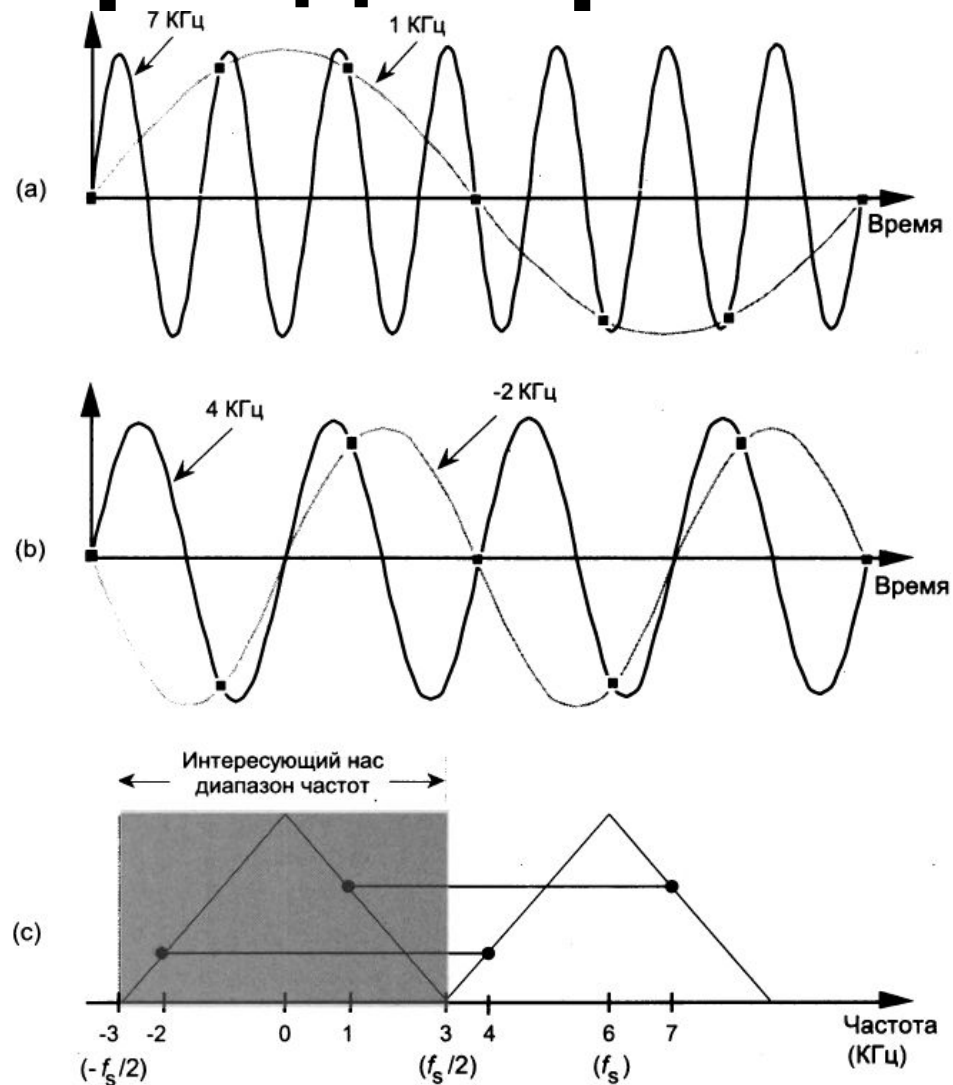 7 КГц
1 КГц
(a)
Время
4 КГц
-2 КГц
(b)
Время
Интересующий нас
диапазон частот
(c)
-3 -2 0 1 3 4 6 7 Частота
(КГц)
(-fs/2) (fs/2) (fs)